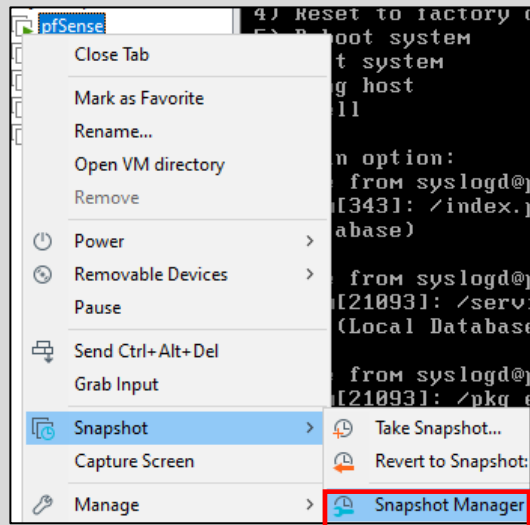 pfSense
4) Reset to factory
boot system
t system
g host
ll
n option:
from syslogd@
[343]: /index.
abase)
from syslogd@
[21093]: /serv
(Local Database
from syslogd@
[21093]: /pkg
Close Tab
Mark as Favorite
Rename...
Open VM directory
Remove
Power
Removable Devices
Pause
Send Ctrl+Alt+Del
Grab Input
Snapshot
Capture Screen
Manage
Take Snapshot...
Revert to Snapshot:
Snapshot Manager